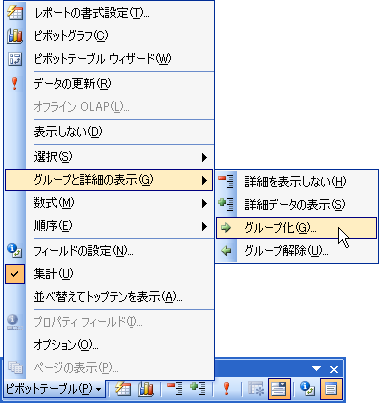 レポートの書式設定(T)...
ピボットグラフ(C)
ピボットテーブル ウィザード(W)
データの更新(R)
オフライン OLAP(L)...
表示しない(D)
選択(S)
グループと詳細の表示(G)
詳細を表示しない(H)
詳細データの表示(S)
グループ化(G)...
グループ解除(U)...
数式(M)
順序(E)
フィールドの設定(N)...
集計(U)
並べ替えてトップテンを表示(A)...
プロパティ フィールド(I)...
オプション(O)...
ページの表示(P)...
ピボットテーブル(P)